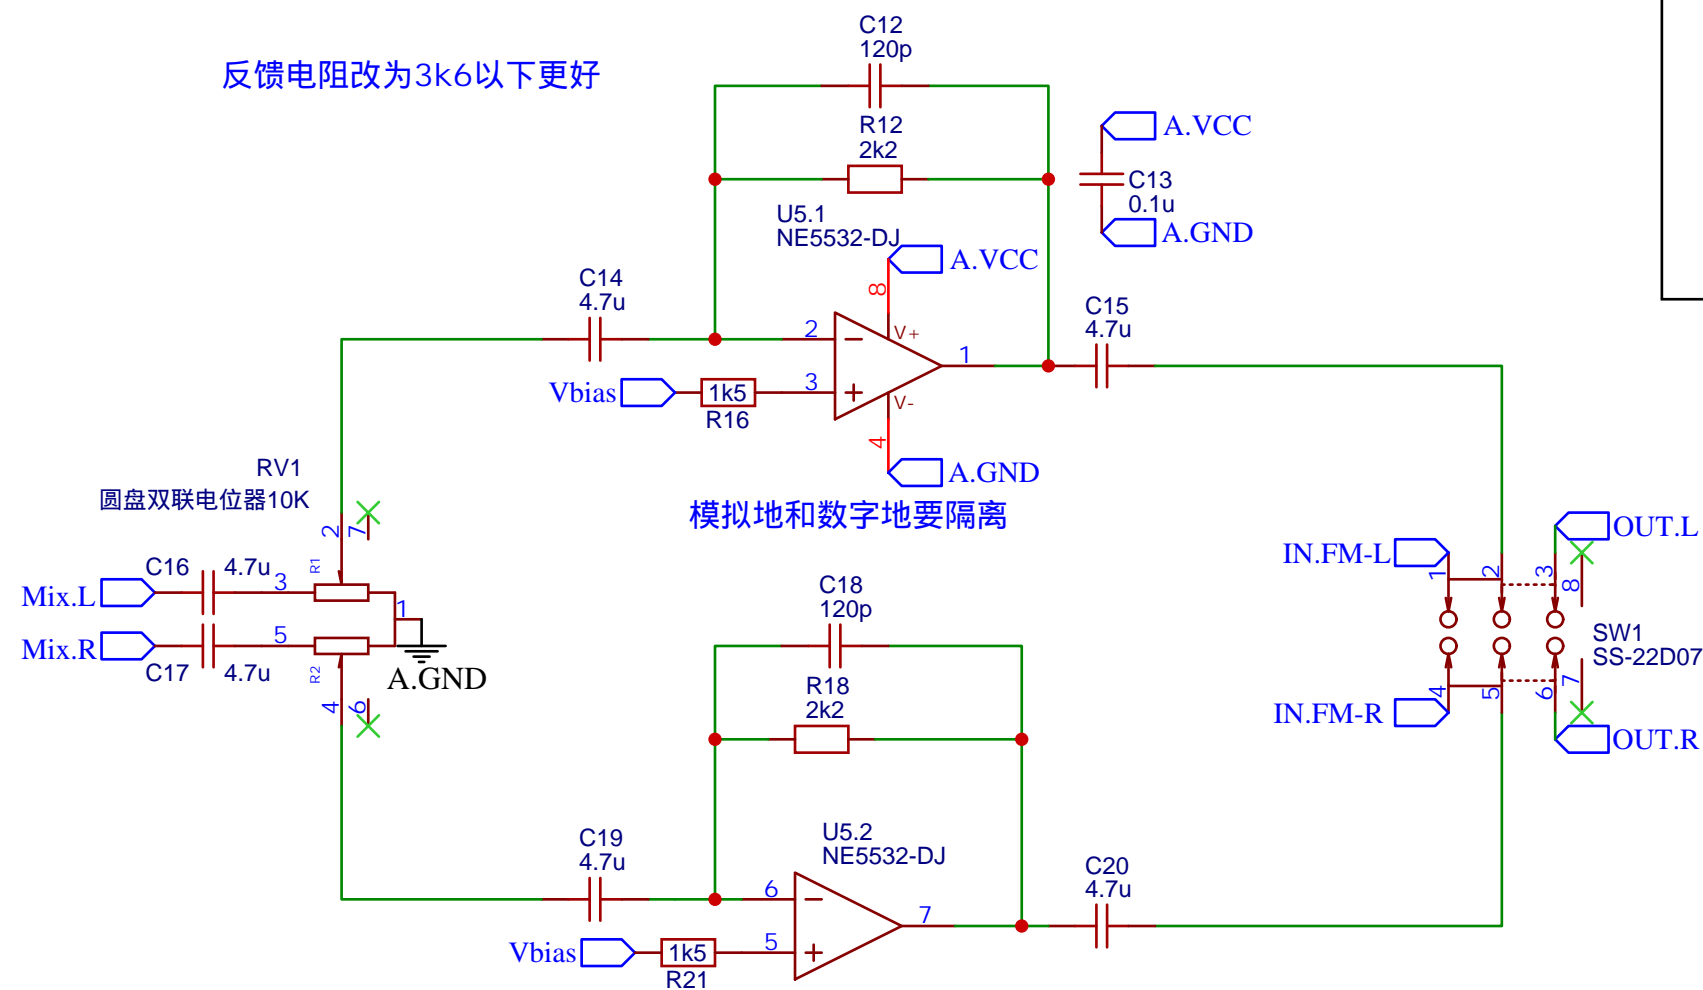 C12
120p
反馈电阻改为3k6以下更好
R12
2k2
A.VCC
C13
0.1u
A.GND
U5.1
NE5532-DJ
A.VCC
8
V+
C14
4.7u
2
1
C15
4.7u
Vbias
1k5
R16
3
V-
4
A.GND
RV1
圆盘双联电位器10K
模拟地和数字地要隔离
2
7
R1
C16
4.7u
3
Mix.L
1
Mix.R
5
C17
4.7u
R2
A.GND
4
6
IN.FM-L
OUT.L
1
2
3
8
SW1
SS-22D07
4
5
6
7
IN.FM-R
OUT.R
C18
120p
R18
2k2
C19
4.7u
U5.2
NE5532-DJ
6
7
C20
4.7u
Vbias
1k5
R21
5